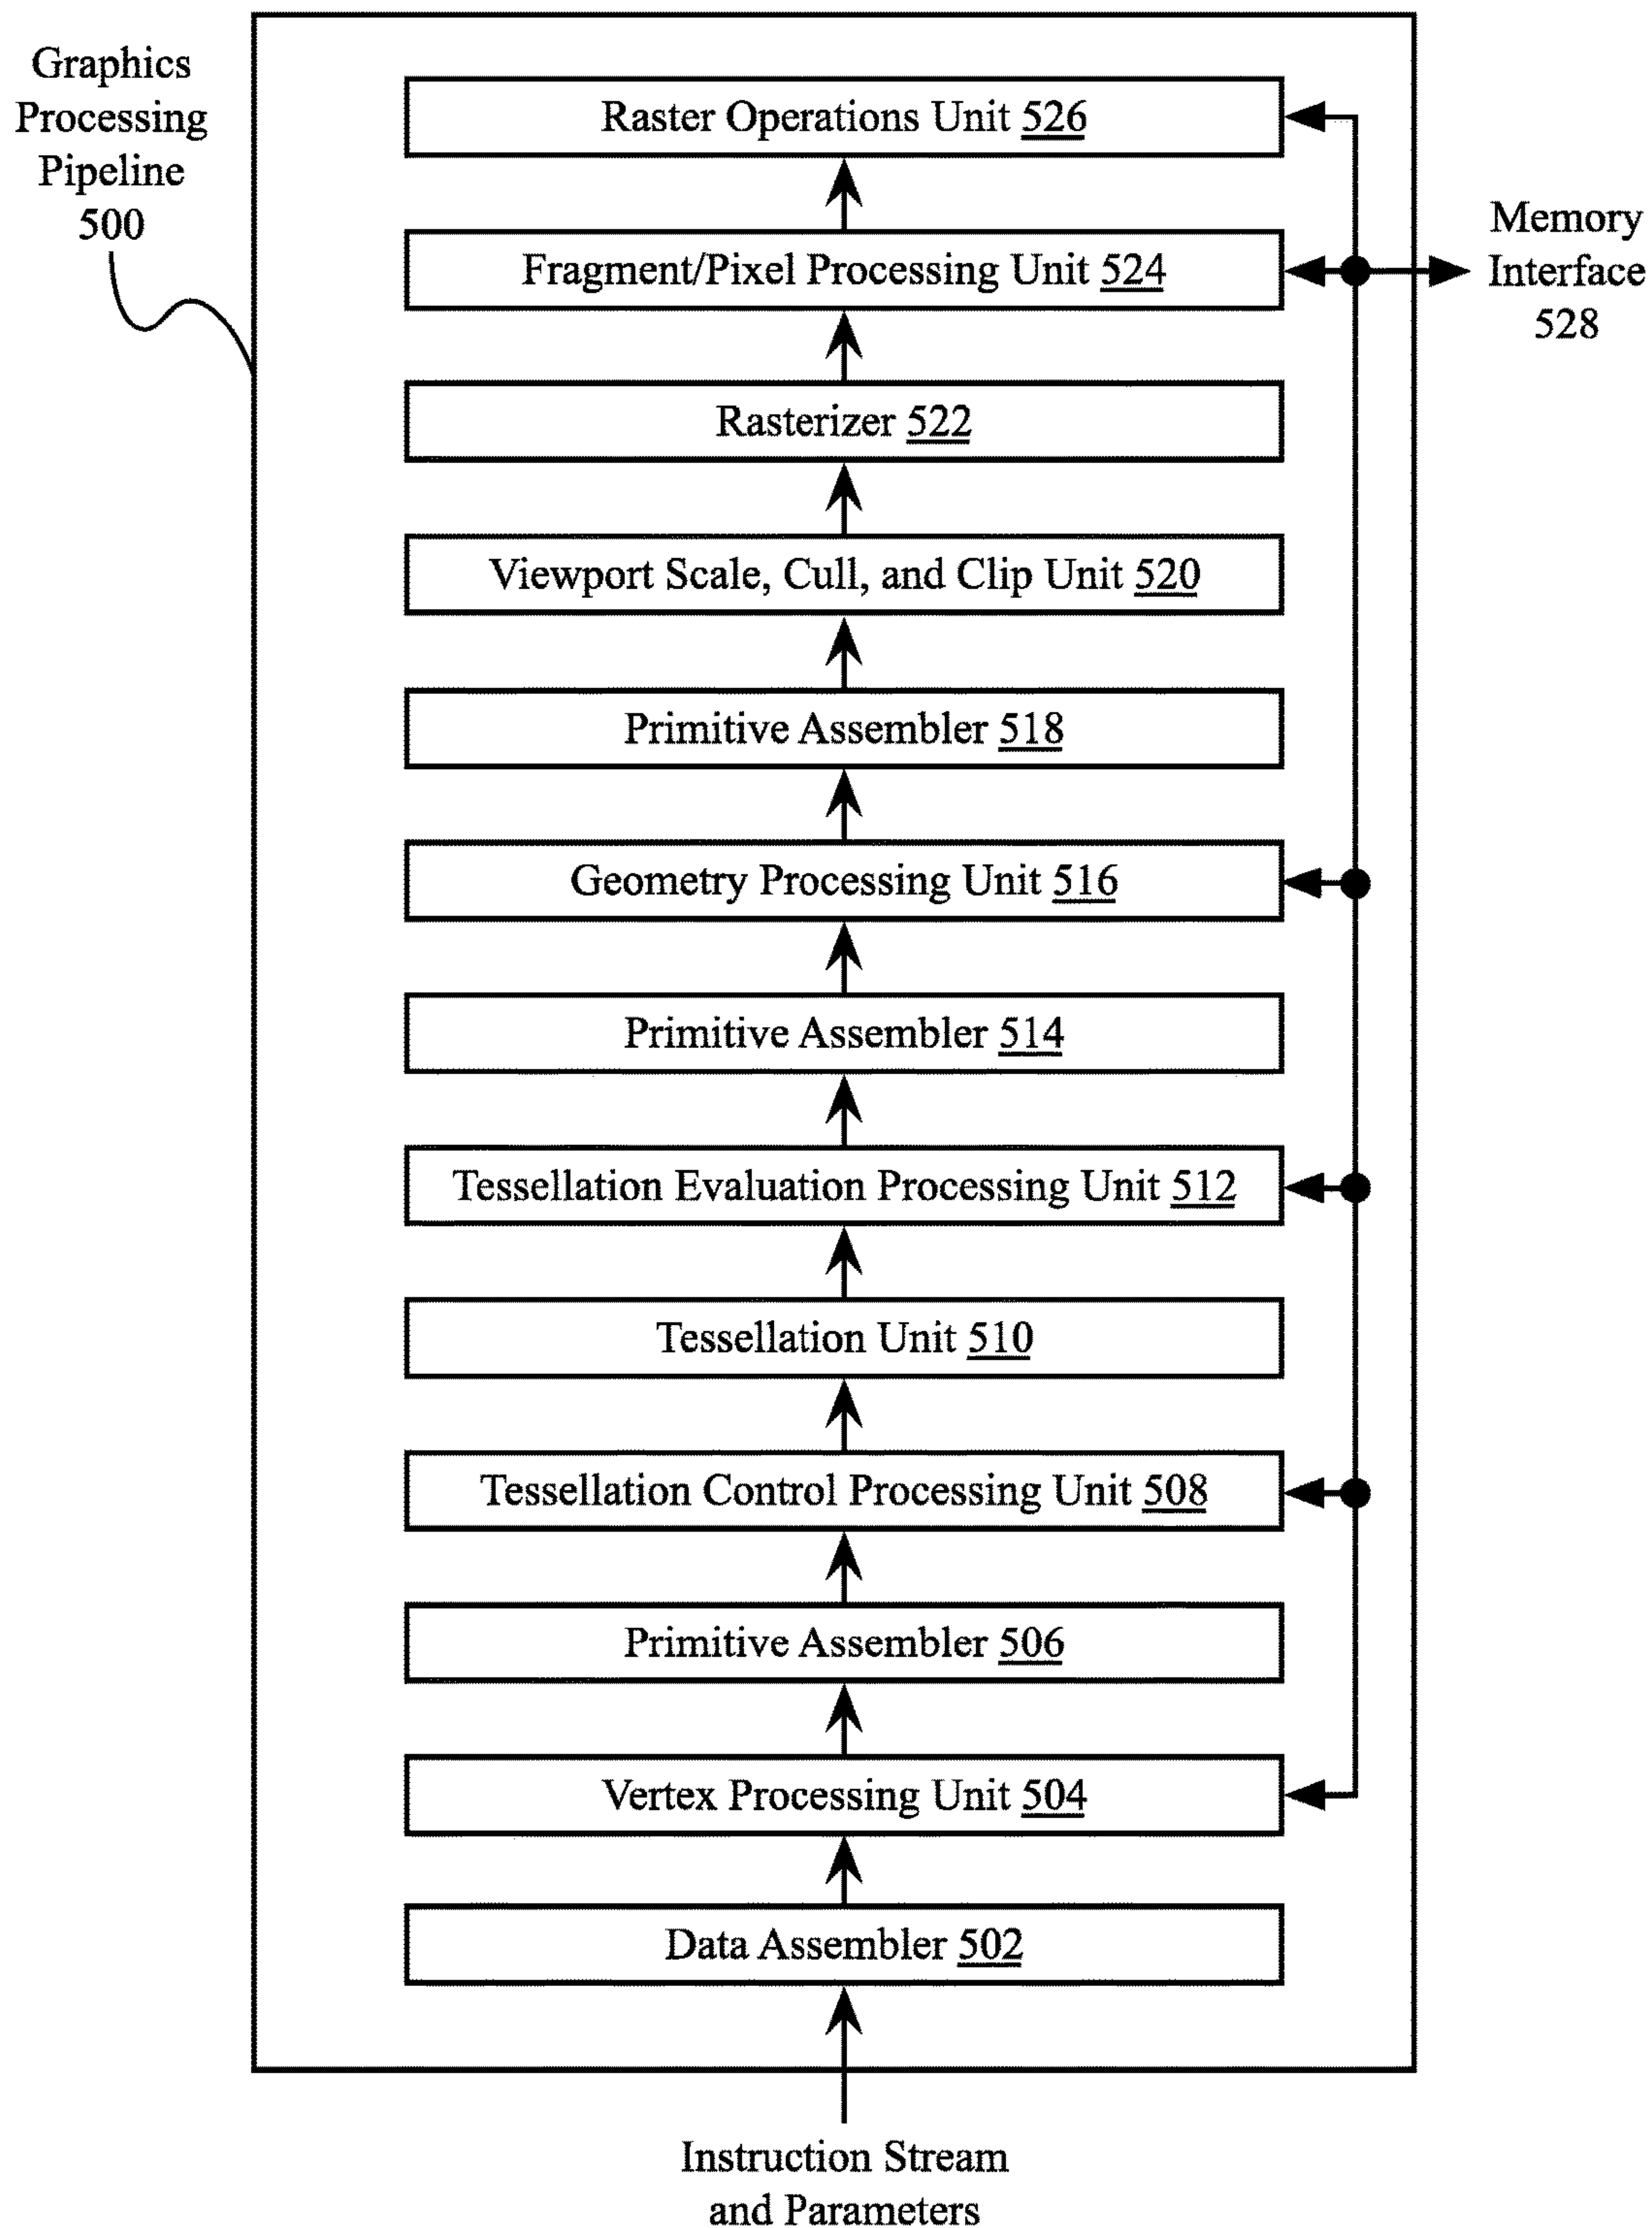 Graphics
Processing
Pipeline
500
Raster Operations Unit 526
Memory
Interface
528
Fragment/Pixel Processing Unit 524
Rasterizer 522
Viewport Scale, Cull, and Clip Unit 520
Primitive Assembler 518
Geometry Processing Unit 516
Primitive Assembler 514
Tessellation Evaluation Processing Unit 512
Tessellation Unit 510
Tessellation Control Processing Unit 508
Primitive Assembler 506
Vertex Processing Unit 504
Data Assembler 502
Instruction Stream
and Parameters